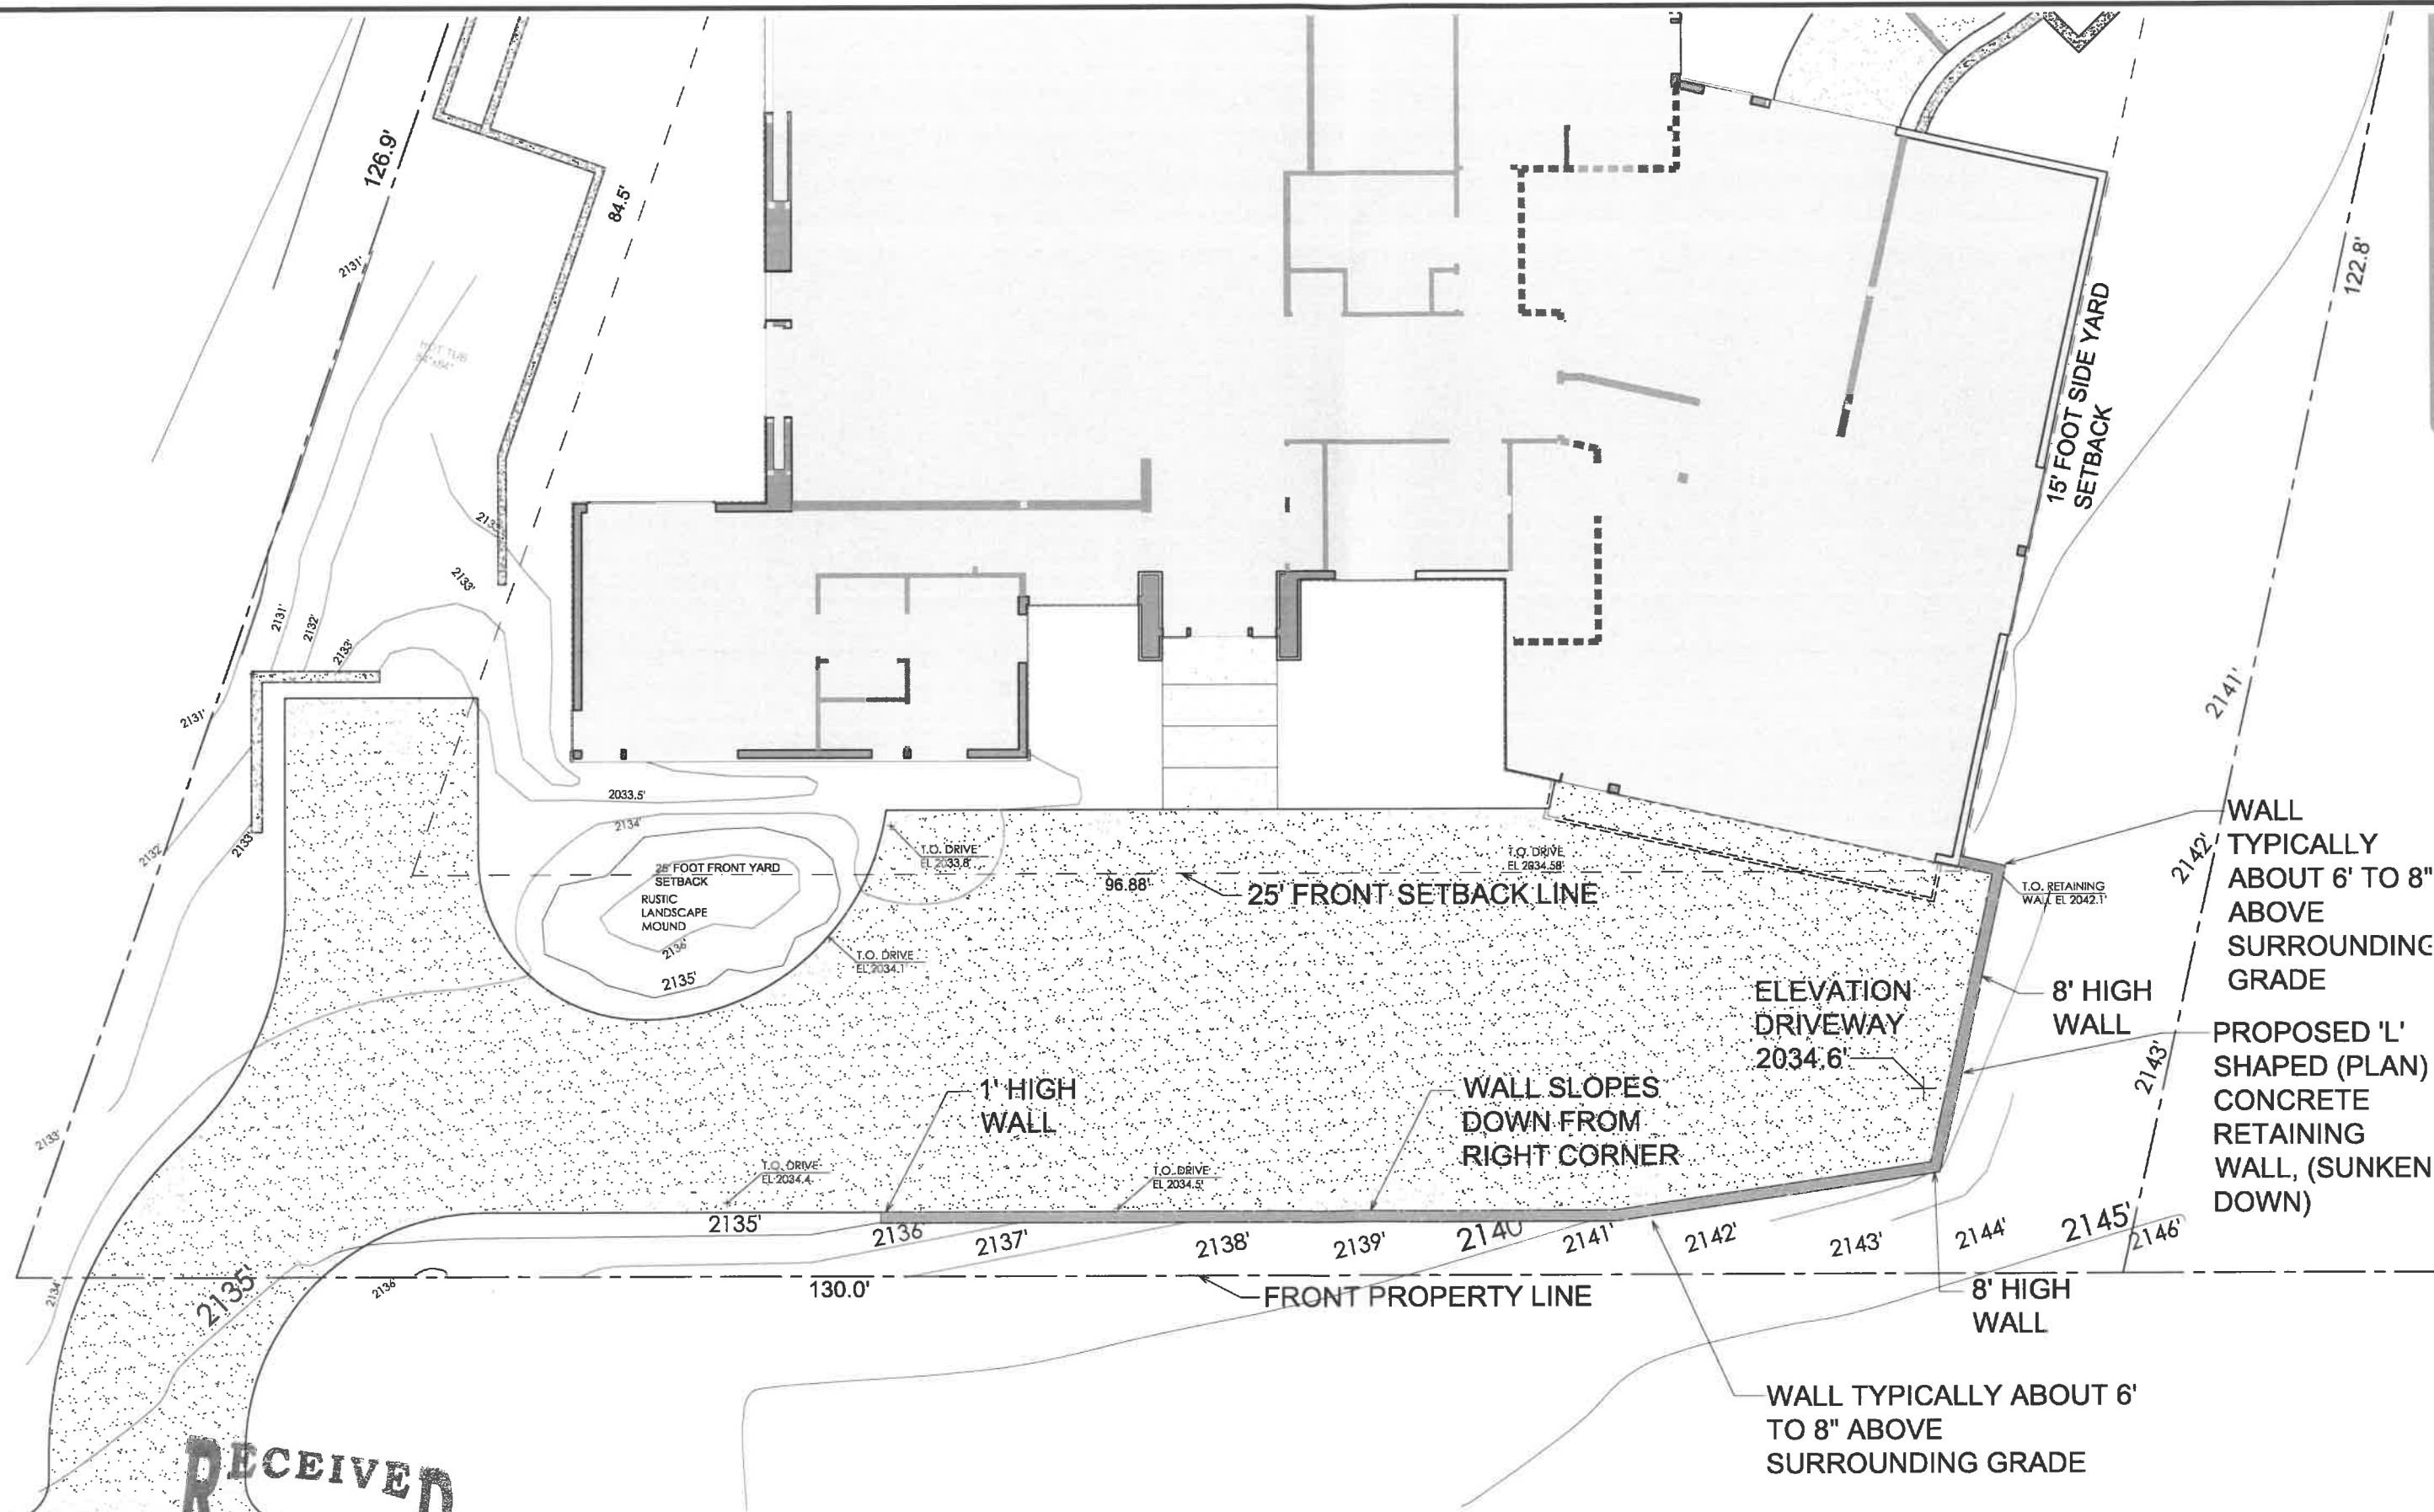 126.9'
84.5'
2131'
HOT TUB
84"x84"
122.8'
15' FOOT SIDE YARD
SETBACK
2133'
2133'
2131'
2132'
2133'
2131'
2141'
2033.5'
2134'
2132'
2133'
25' FOOT FRONT YARD
SETBACK
RUSTIC
LANDSCAPE
MOUND
2136'
2135'
T.O. DRIVE
EL 2033.8'
T.O. DRIVE
EL 2034.1'
96.88'
25' FRONT SETBACK LINE
T.O. DRIVE
EL 2034.58'
WALL
TYPICALLY
ABOUT 6' TO 8"
ABOVE
SURROUNDING
GRADE
2142'
T.O. RETAINING
WALL EL 2042.1'
8' HIGH
WALL
ELEVATION
DRIVEWAY
2034.6'
PROPOSED 'L'
SHAPED (PLAN)
CONCRETE
RETAINING
WALL, (SUNKEN
DOWN)
2143'
1' HIGH
WALL
WALL SLOPES
DOWN FROM
RIGHT CORNER
2133'
T.O. DRIVE
EL 2034.4
T.O. DRIVE
EL 2034.5'
2135'
2136'
2137'
2138'
2139'
2140'
2141'
2142'
2143'
2144'
2145'
2146'
2134'
2135'
2136'
130.0'
FRONT PROPERTY LINE
8' HIGH
WALL
WALL TYPICALLY ABOUT 6'
TO 8" ABOVE
SURROUNDING GRADE
RECEIVED